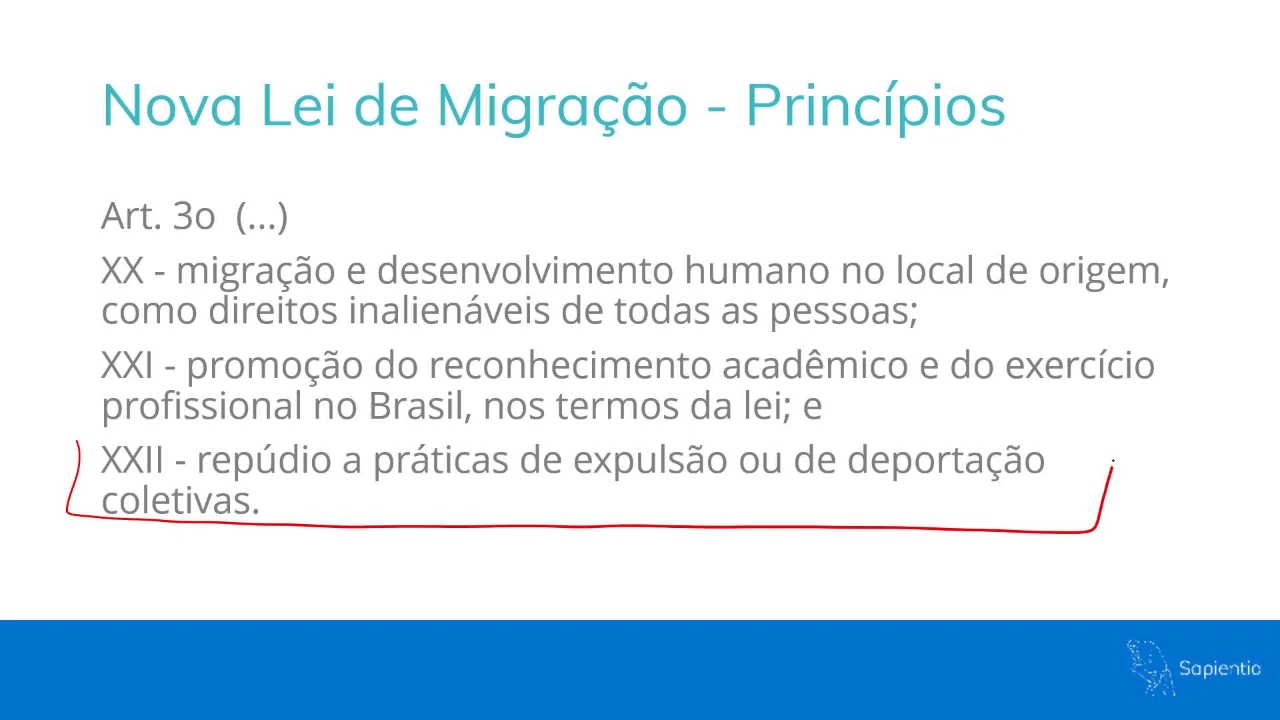 Nova Lei de Migração - Princípios
Art. 3o (...)
XX - migração e desenvolvimento humano no local de origem,
como direitos inalienáveis de todas as pessoas;
XXI - promoção do reconhecimento acadêmico e do exercício
profissional no Brasil, nos termos da lei; e
XXII - repúdio a práticas de expulsão ou de deportação
coletivas.
Sapientia